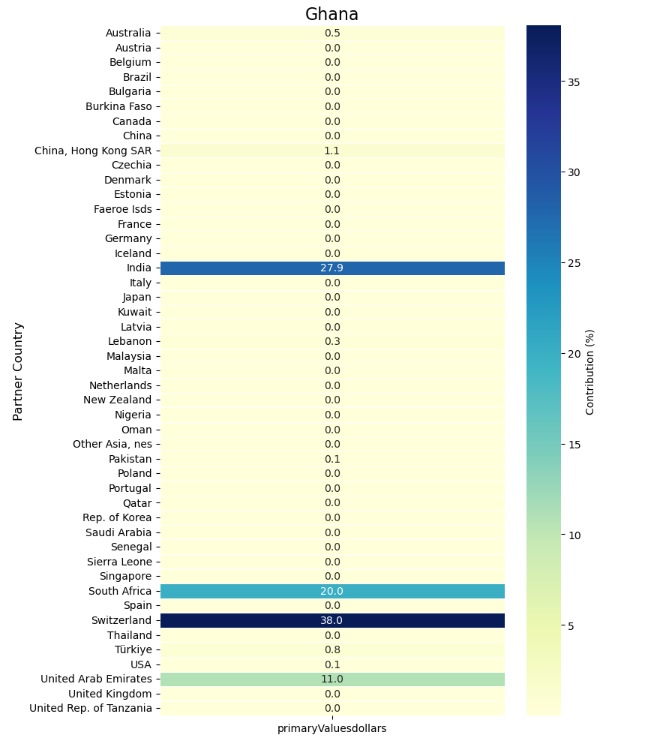 Ghana
Australia 0.5
Austria 0.0
Belgium 0.0
Brazil 0.0
Bulgaria 0.0
Burkina Faso 0.0
Canada 0.0
China 0.0
China, Hong Kong SAR 1.1
Czechia 0.0
Denmark 0.0
Estonia 0.0
Faeroe Isds 0.0
France 0.0
Germany 0.0
Iceland 0.0
India 27.9
Italy 0.0
Japan 0.0
Kuwait 0.0
Latvia 0.0
Lebanon 0.3
Malaysia 0.0
Malta 0.0
Netherlands 0.0
New Zealand 0.0
Nigeria 0.0
Oman 0.0
Other Asia, nes 0.0
Pakistan 0.1
Poland 0.0
Portugal 0.0
Qatar 0.0
Rep. of Korea 0.0
Saudi Arabia 0.0
Senegal 0.0
Sierra Leone 0.0
Singapore 0.0
South Africa 20.0
Spain 0.0
Switzerland 38.0
Thailand 0.0
Türkiye 0.8
USA 0.1
United Arab Emirates 11.0
United Kingdom 0.0
United Rep. of Tanzania 0.0
primaryValuesdollars
Partner Country
35
30
25
20
15
10
5
Contribution (%)